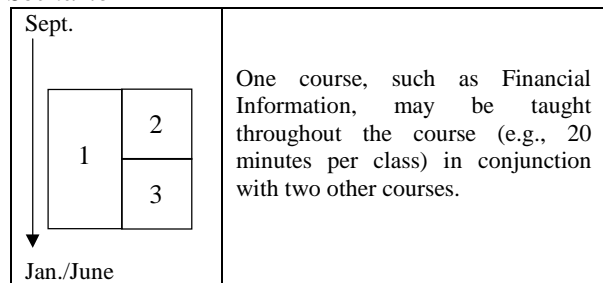 Sept.
1
2
3
Jan./June
One course, such as Financial
Information, may be taught
throughout the course (e.g., 20
minutes per class) in conjunction
with two other courses.